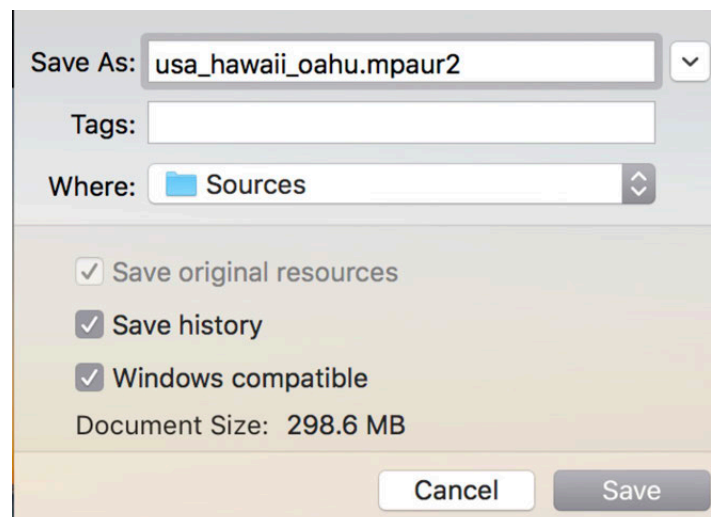 Save As: usa_hawaii_oahu.mpaur2
Tags:
Where: Sources
Save original resources
Save history
Windows compatible
Document Size: 298.6 MB
Cancel Save